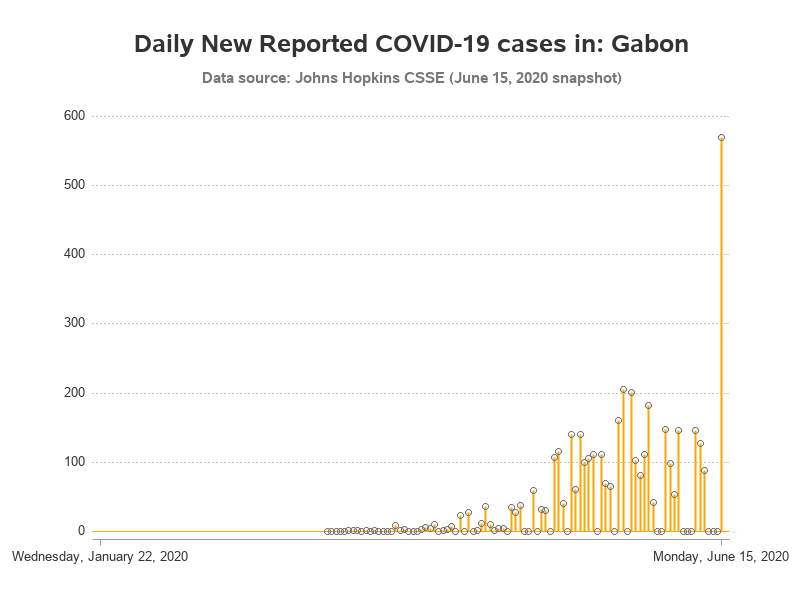 Daily New Reported COVID-19 cases in: Gabon
Data source: Johns Hopkins CSSE (June 15, 2020 snapshot)
600
500
400
300
200
100
0
Wednesday, January 22, 2020
Monday, June 15, 2020